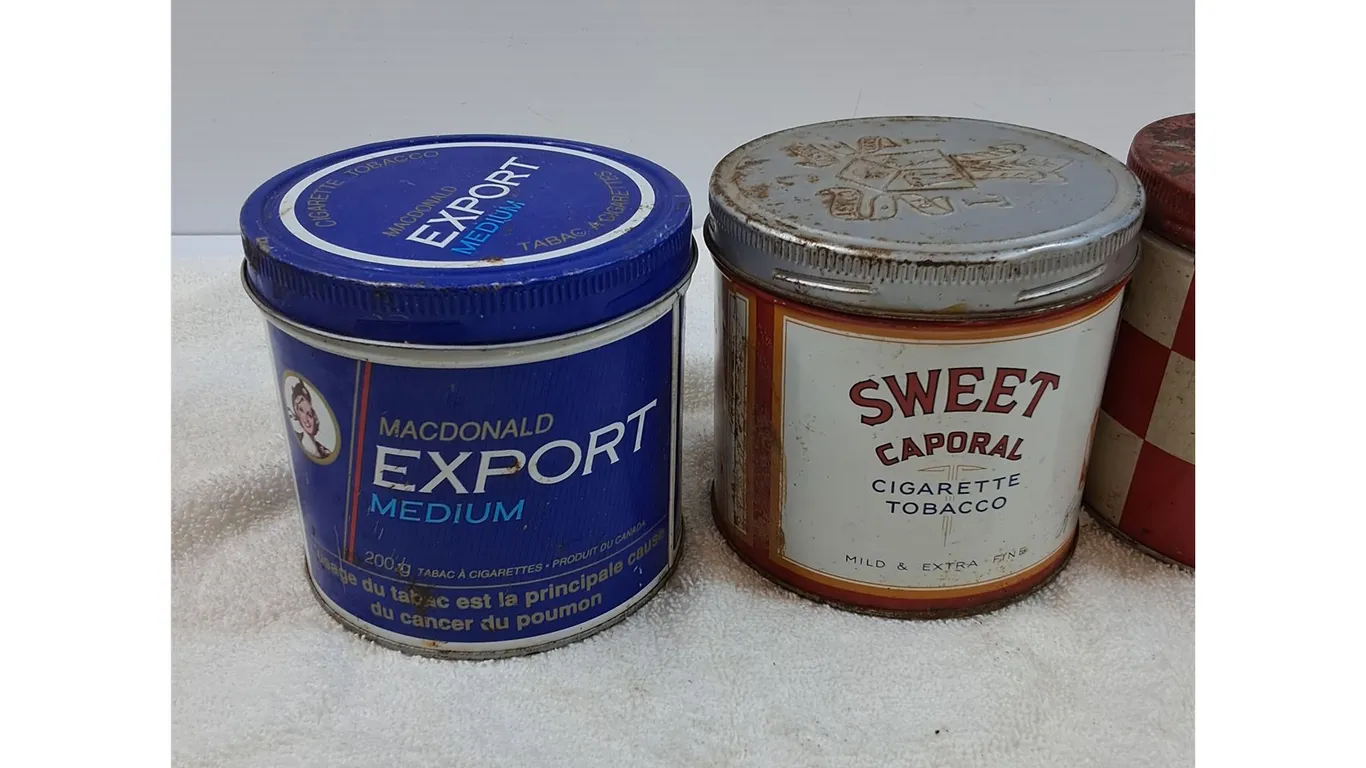 CIGARETTE TOBACCO
MACDONALD
EXPORT
MEDIUM
TABAC À CIGARETTES
MACDONALD
EXPORT
MEDIUM
200 g TABAC À CIGARETTES • PRODUIT DU CANADA
usage du tabac est la principale cause
du cancer du poumon
SWEET
CAPORAL
CIGARETTE
TOBACCO
MILD & EXTRA FINE